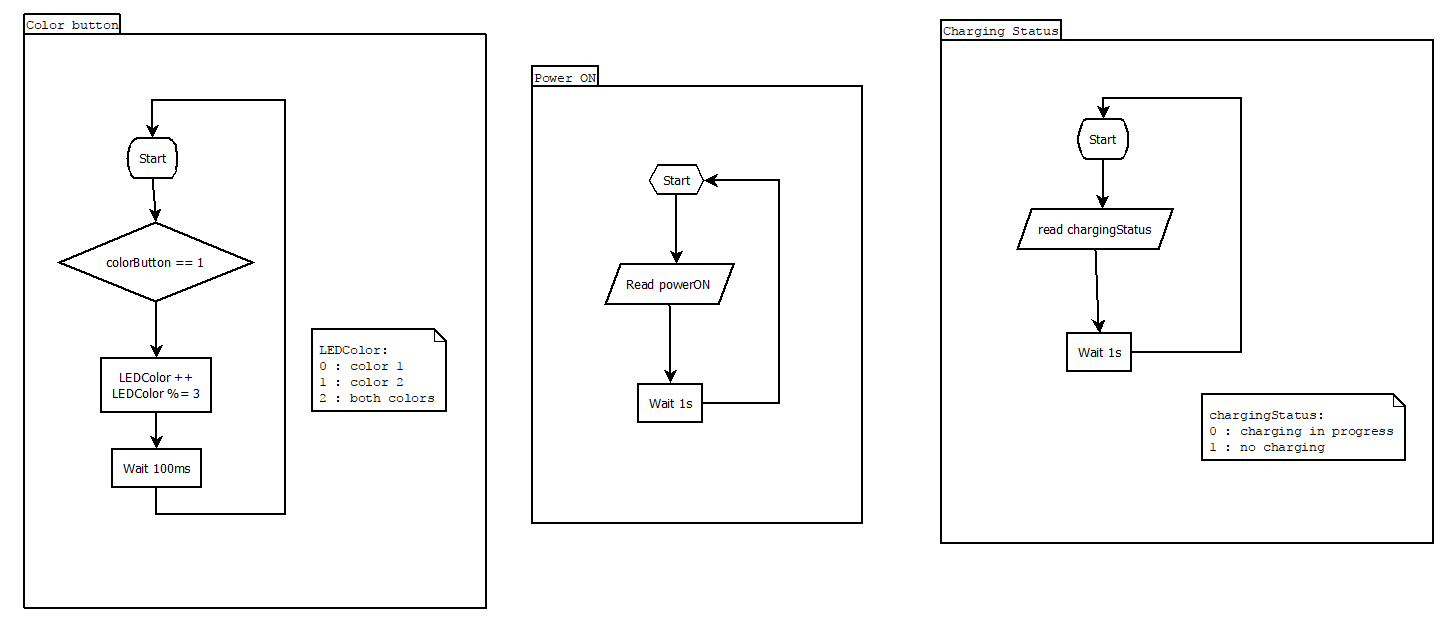 Color button
Start
colorButton == 1
LEDColor ++
LEDColor %= 3
Wait 100ms
LEDColor:
0 : color 1
1 : color 2
2 : both colors
Power ON
Start
Read powerON
Wait 1s
Charging Status
Start
read chargingStatus
Wait 1s
chargingStatus:
0 : charging in progress
1 : no charging